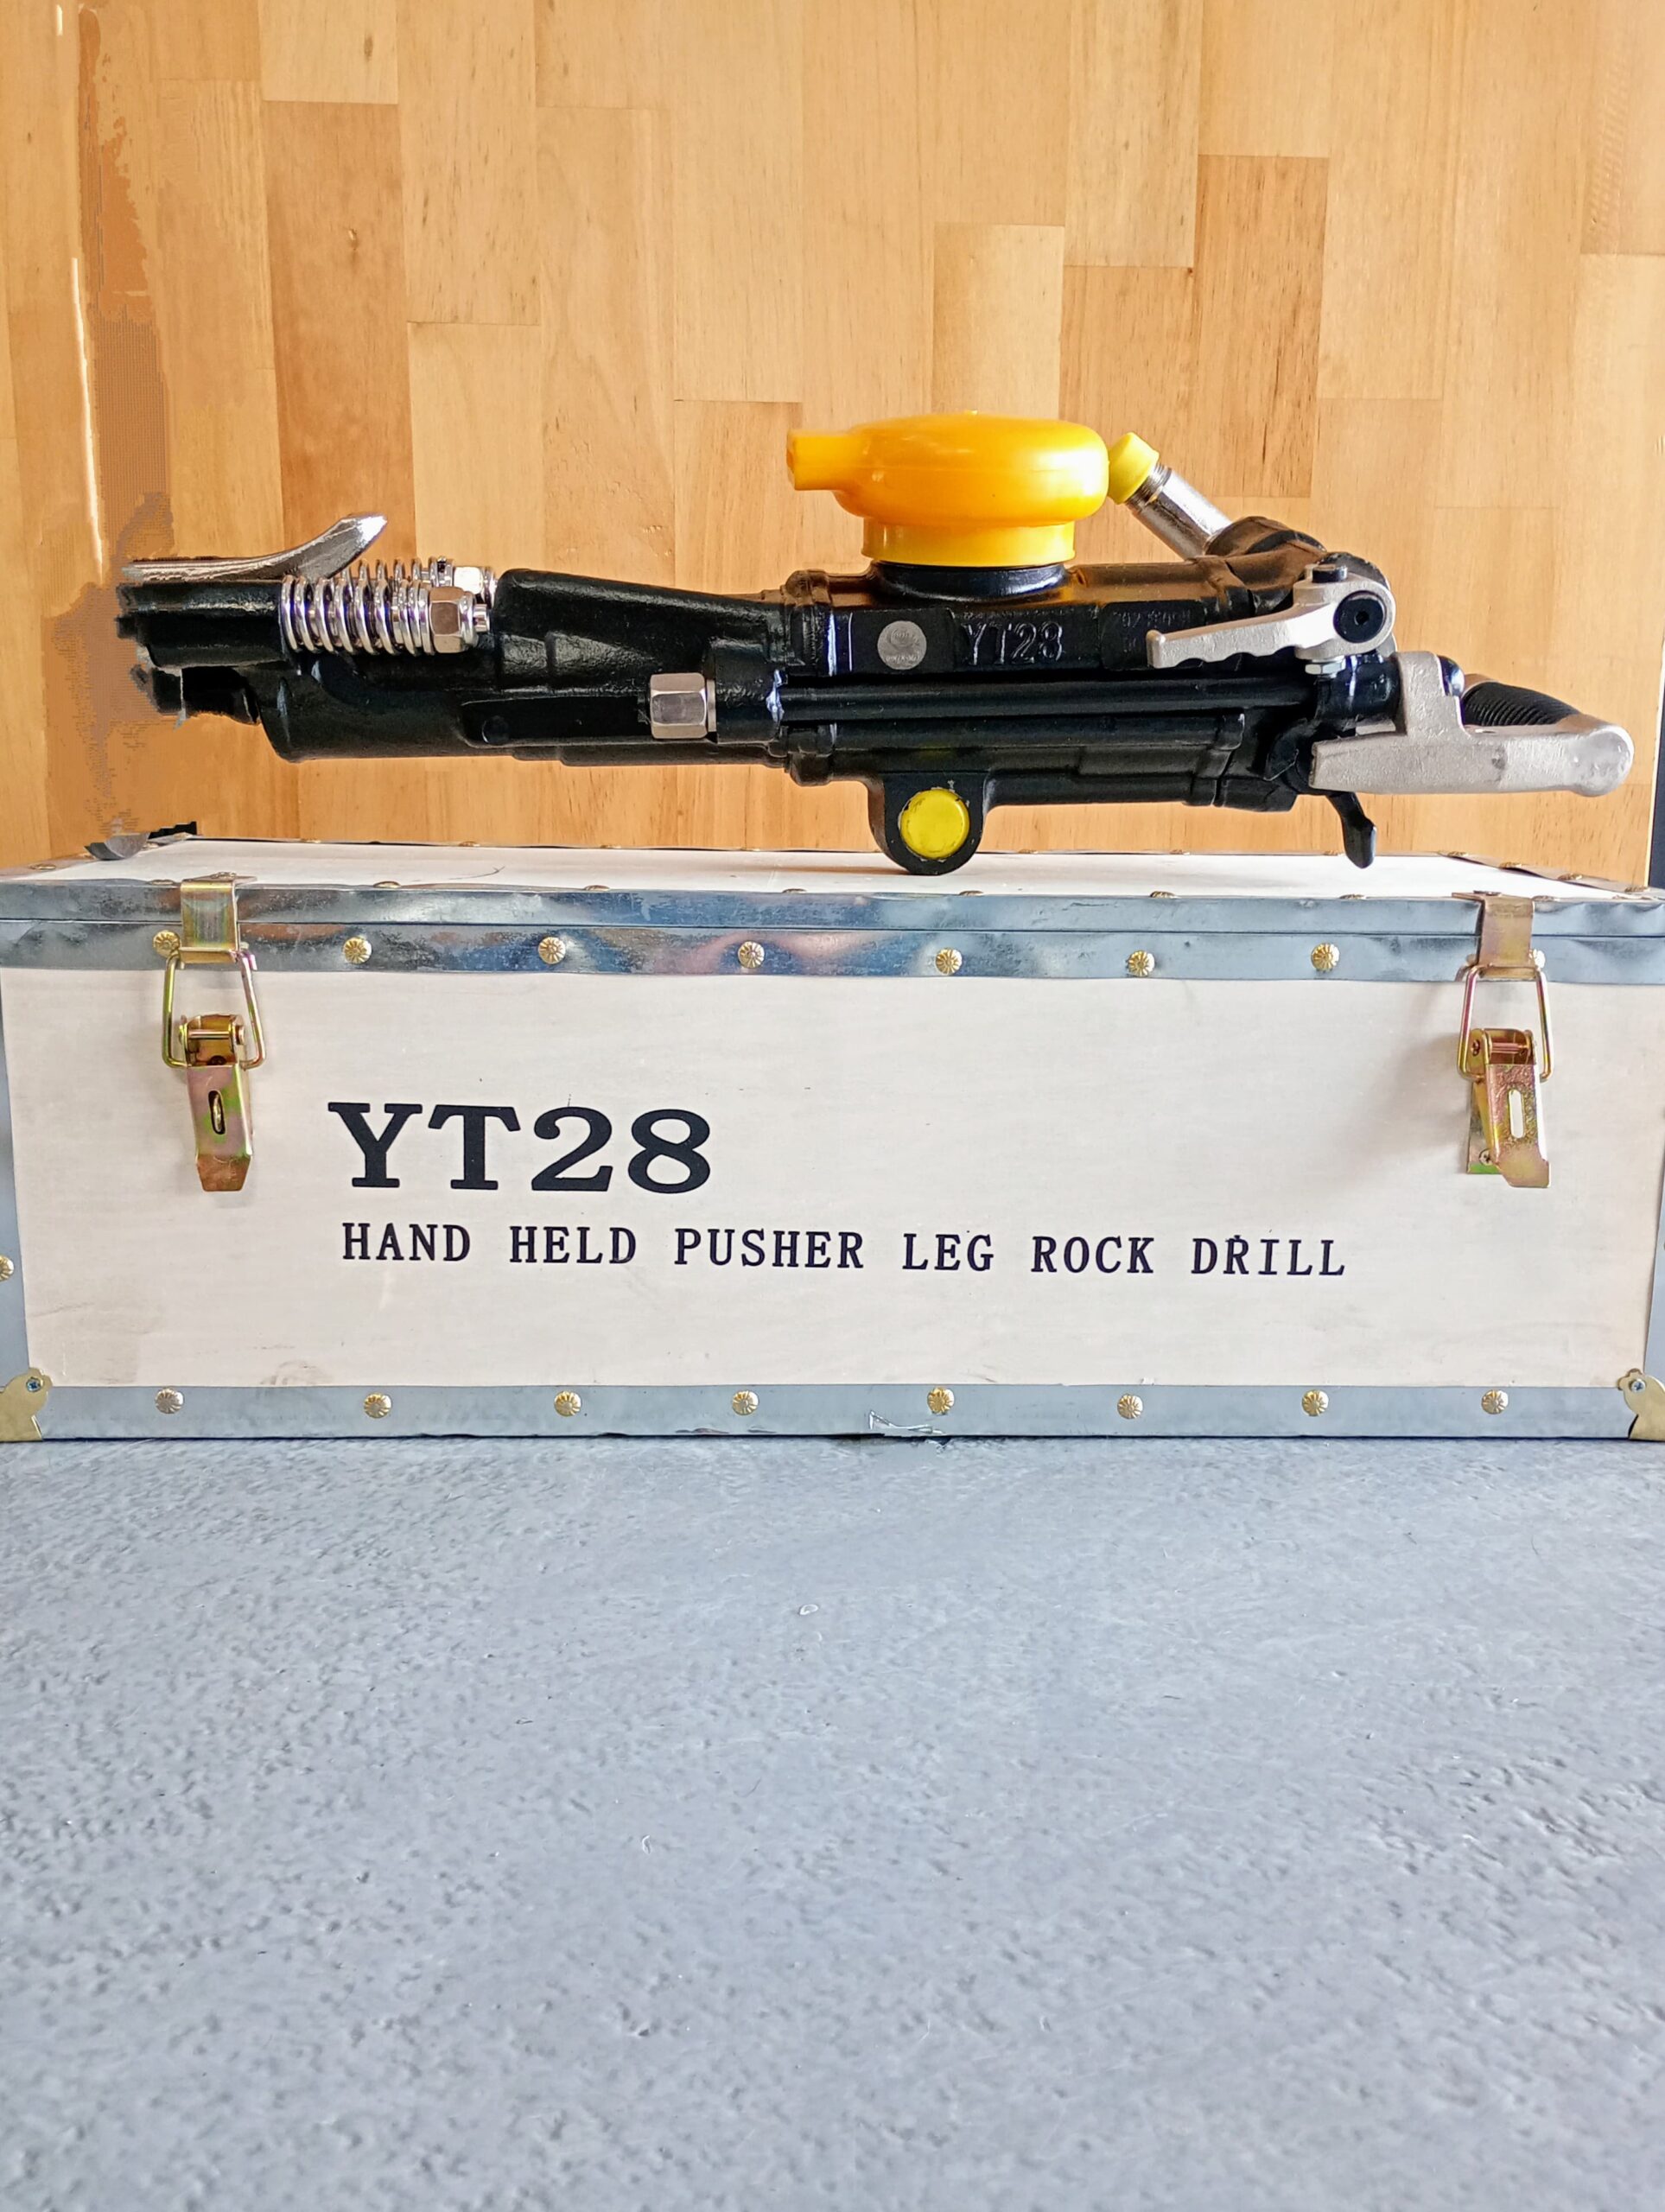 YT28
YT28
HAND HELD PUSHER LEG ROCK DRILL